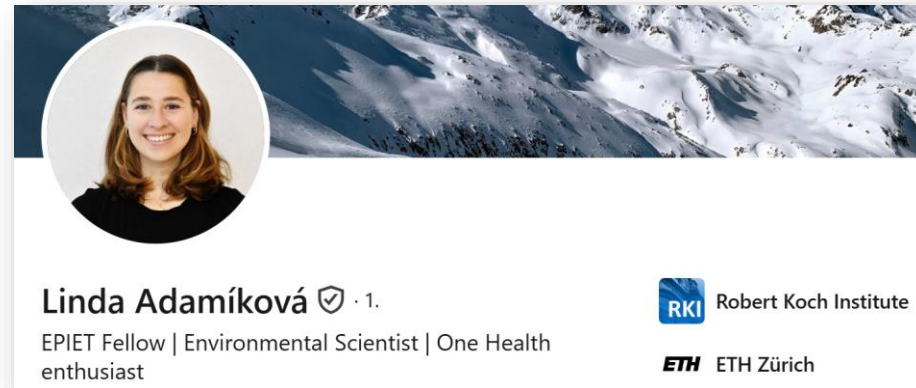 Linda Adamíková · 1.
EPIET Fellow | Environmental Scientist | One Health
enthusiast
RKI Robert Koch Institute
ETH ETH Zürich